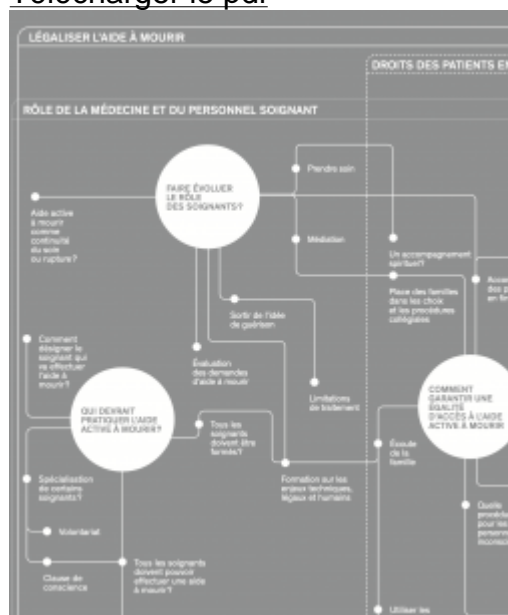 Télécharger le pdf
LÉGALISER L'AIDE À MOURIR
DROITS DES PATIENTS EN
RÔLE DE LA MÉDECINE ET DU PERSONNEL SOIGNANT
FAIRE ÉVOLUER
LE RÔLE
DES SOIGNANTS?
Prendre soin
Aide active
à mourir
comme
continuité
du soin
ou rupture?
Médiation
Un accompagnement
spirituel?
Place des familles
dans les choix
et les procédures
collégiales
des p
en fin
Sortir de l'idée
de guérison
Comment
désigner le
soignant qui
va effectuer
l'aide à
mourir?
Évaluation
des demandes
d'aide à mourir
Limitations
de traitement
COMMENT
GARANTIR UNE
ÉGALITÉ
D'ACCÈS À L'AIDE
ACTIVE À MOURIR
QUI DEVRAIT
PRATIQUER L'AIDE
ACTIVE À MOURIR?
Tous les
soignants
doivent être
formés?
Écoute
de la
famille
Spécialisation
de certains
soignants?
Formation sur les
enjeux techniques,
légaux et humains
Quelle
procédu
pour les
personn
inconsci
Volontariat
Clause de
conscience
Tous les soignants
doivent pouvoir
effectuer une aide
à mourir?
Utiliser les